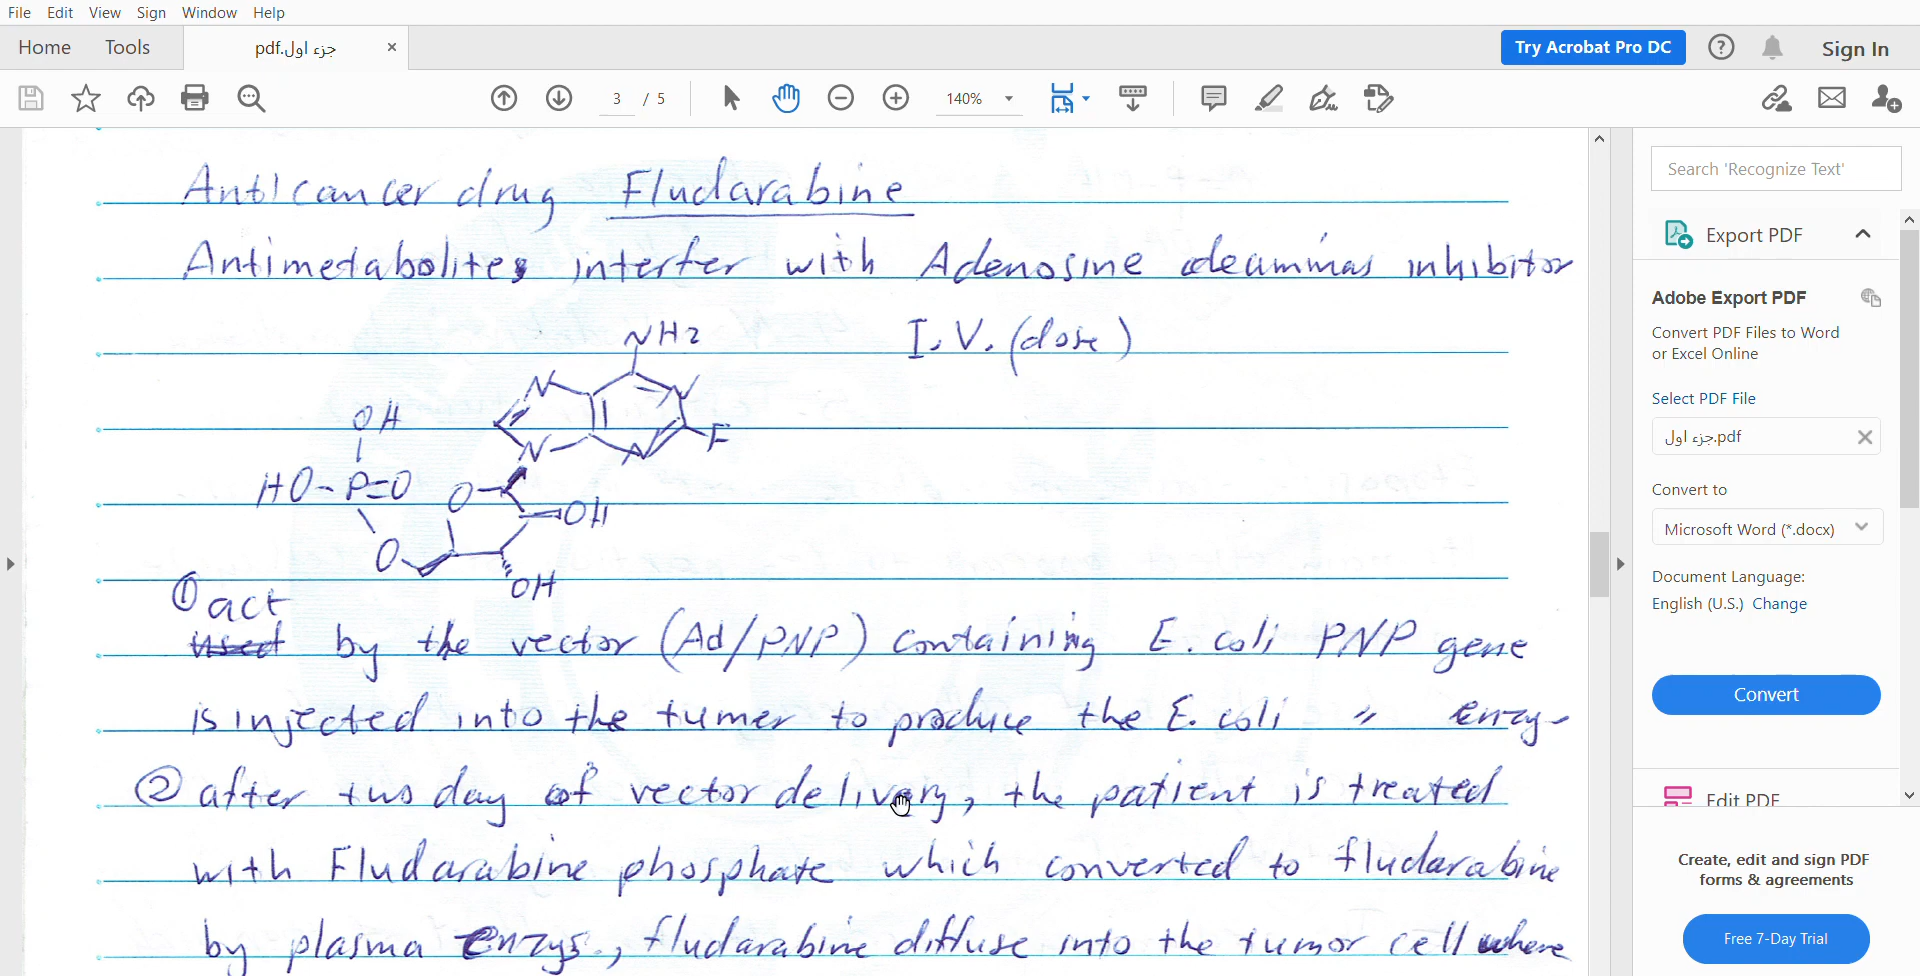 File Edit View Sign Window Help
Home Tools جزء اول.pdf × Try Acrobat Pro DC ? Sign In
3 / 5 140%
Anticancer drug Fludarabine
Antimetabolites interfer with Adenosine deaminas inhibitor
NH2 I.V. (dose)
N N
OH
N N F
HO-P=O O OH
O
OH
① act
used by the vector (Ad/PNP) containing E. coli PNP gene
is injected into the tumer to produce the E. coli " enzy-
② after two day of vector delivery, the patient is treated
with Fludarabine phosphate which converted to fludarabine
by plasma enzys., fludarabine diffuse into the tumor cell where
Search 'Recognize Text'
Export PDF
Adobe Export PDF
Convert PDF Files to Word
or Excel Online
Select PDF File
جزء اول.pdf ×
Convert to
Microsoft Word (*.docx)
Document Language:
English (U.S.) Change
Convert
Edit PDF
Create, edit and sign PDF
forms & agreements
Free 7-Day Trial